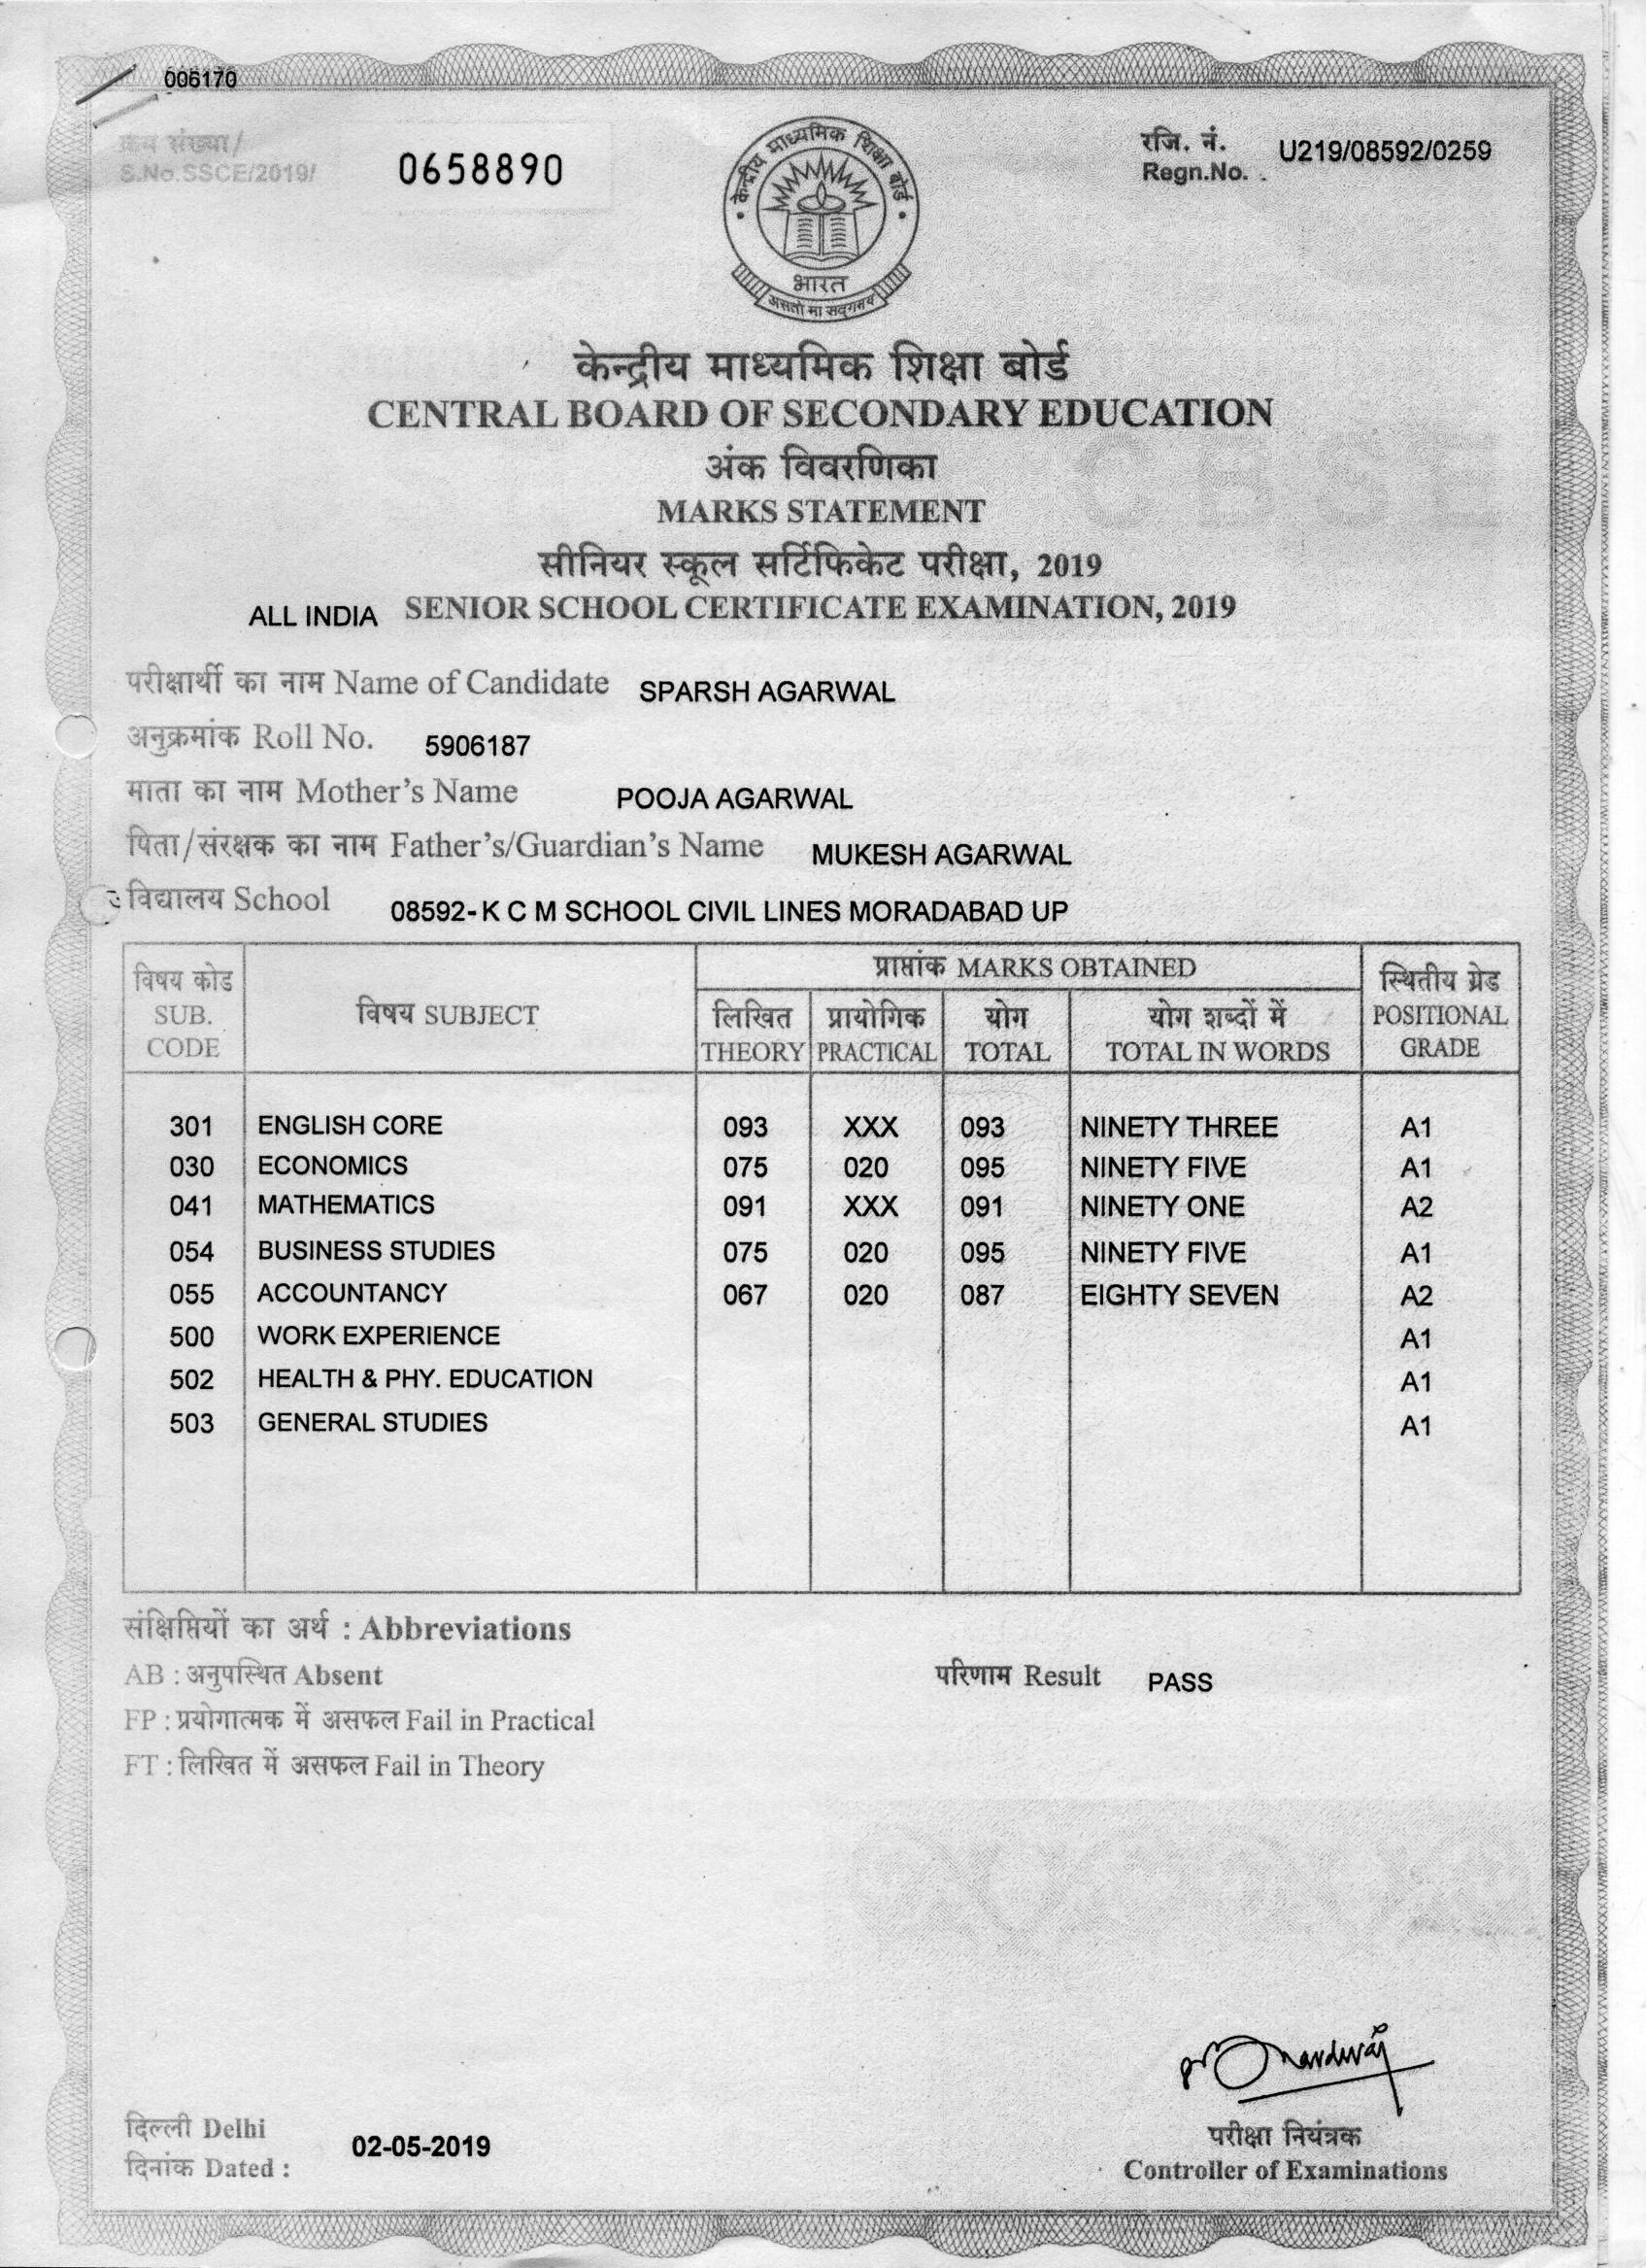 006170
क्रम संख्या/
S.No.SSCE/2019/ 0658890
रजि. नं.
Regn.No. U219/08592/0259
केन्द्रीय माध्यमिक शिक्षा बोर्ड
भारत
असतो मा सद्गमय
केन्द्रीय माध्यमिक शिक्षा बोर्ड
CENTRAL BOARD OF SECONDARY EDUCATION
अंक विवरणिका
MARKS STATEMENT
सीनियर स्कूल सर्टिफिकेट परीक्षा, 2019
ALL INDIA SENIOR SCHOOL CERTIFICATE EXAMINATION, 2019
परीक्षार्थी का नाम Name of Candidate SPARSH AGARWAL
अनुक्रमांक Roll No. 5906187
माता का नाम Mother's Name POOJA AGARWAL
पिता/संरक्षक का नाम Father's/Guardian's Name MUKESH AGARWAL
विद्यालय School 08592- K C M SCHOOL CIVIL LINES MORADABAD UP
विषय कोड SUB. CODE विषय SUBJECT प्राप्तांक MARKS OBTAINED स्थितीय ग्रेड POSITIONAL GRADE
लिखित प्रायोगिक योग योग शब्दों में
THEORY PRACTICAL TOTAL TOTAL IN WORDS
301 ENGLISH CORE 093 XXX 093 NINETY THREE A1
030 ECONOMICS 075 020 095 NINETY FIVE A1
041 MATHEMATICS 091 XXX 091 NINETY ONE A2
054 BUSINESS STUDIES 075 020 095 NINETY FIVE A1
055 ACCOUNTANCY 067 020 087 EIGHTY SEVEN A2
500 WORK EXPERIENCE A1
502 HEALTH & PHY. EDUCATION A1
503 GENERAL STUDIES A1
संक्षिप्तियों का अर्थ : Abbreviations
AB : अनुपस्थित Absent
परिणाम Result PASS
FP : प्रयोगात्मक में असफल Fail in Practical
FT : लिखित में असफल Fail in Theory
दिल्ली Delhi
दिनांक Dated : 02-05-2019
परीक्षा नियंत्रक
Controller of Examinations